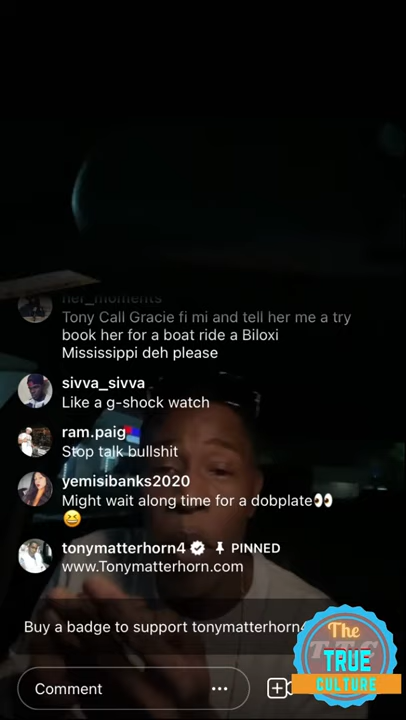 her_moments
Tony Call Gracie fi mi and tell her me a try
book her for a boat ride a Biloxi
Mississippi deh please
sivva_sivva
Like a g-shock watch
ram.paig
Stop talk bullshit
yemisibanks2020
Might wait along time for a dobplate👀
😆
tonymatterhorn4 PINNED
www.Tonymatterhorn.com
Buy a badge to support tonymatterhorn4
Comment
The
TRUE
CULTURE